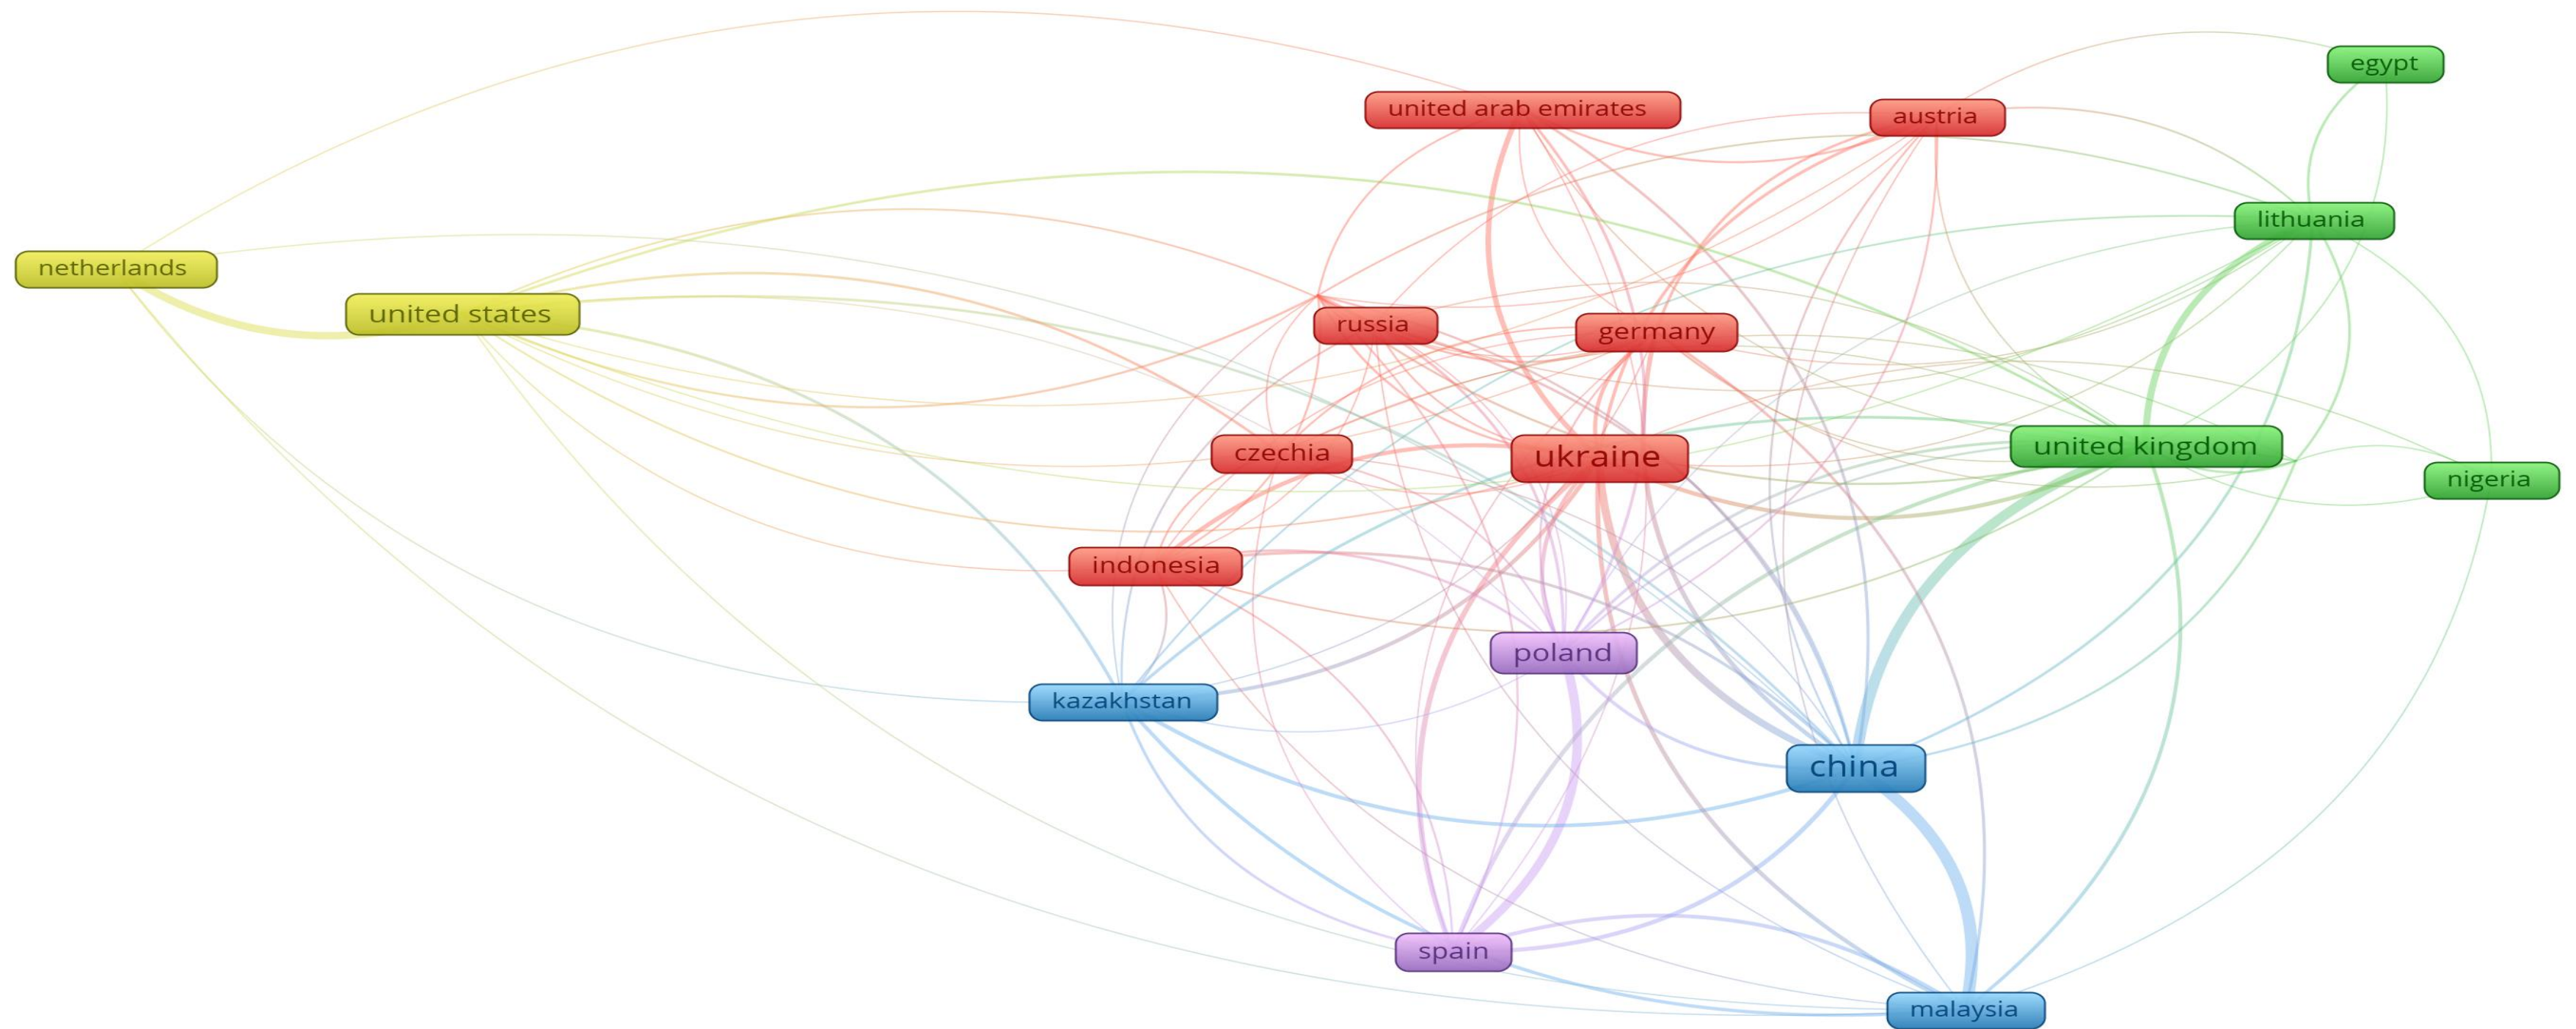 egypt
united arab emirates
austria
lithuania
netherlands
united states
russia
germany
czechia
ukraine
united kingdom
nigeria
indonesia
poland
kazakhstan
china
spain
malaysia